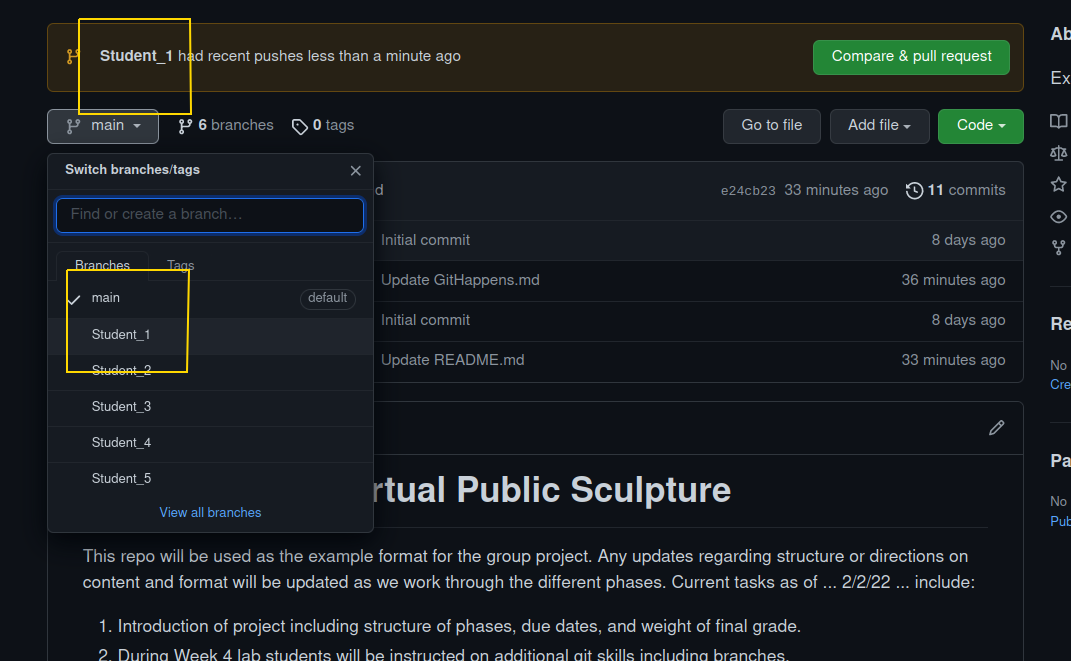 Student_1 had recent pushes less than a minute ago
Compare & pull request
main
6 branches
0 tags
Go to file
Add file
Code
Switch branches/tags
Find or create a branch…
Branches
Tags
main
default
Student_1
Student_2
Student_3
Student_4
Student_5
View all branches
e24cb23 33 minutes ago
11 commits
Initial commit
8 days ago
Update GitHappens.md
36 minutes ago
Initial commit
8 days ago
Update README.md
33 minutes ago
Public Sculpture
This repo will be used as the example format for the group project. Any updates regarding structure or directions on
content and format will be updated as we work through the different phases. Current tasks as of ... 2/2/22 ... include:
1. Introduction of project including structure of phases, due dates, and weight of final grade.
2. During Week 4 lab students will be instructed on additional git skills including branches.
No
No